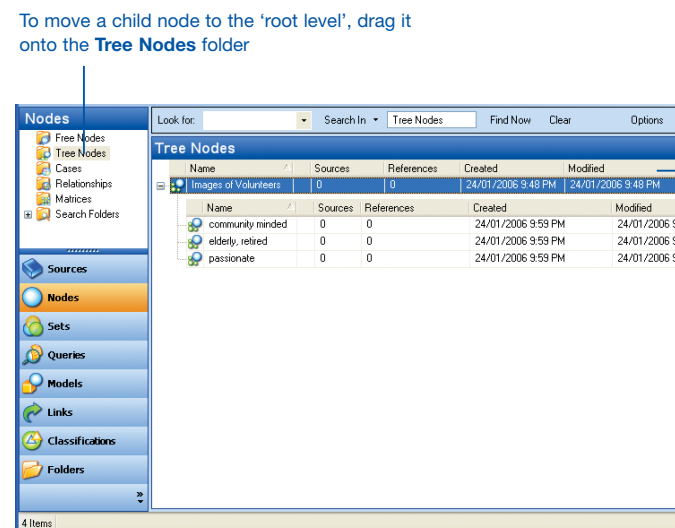 To move a child node to the ‘root level’, drag it
onto the Tree Nodes folder
Nodes
Free Nodes
Tree Nodes
Cases
Relationships
Matrices
Search Folders
Sources
Nodes
Sets
Queries
Models
Links
Classifications
Folders
4 Items
Look for: Search In Tree Nodes Find Now Clear Options
Tree Nodes
Name Sources References Created Modified
Images of Volunteers 0 0 24/01/2006 9:48 PM 24/01/2006 9:48 PM
Name Sources References Created Modified
community minded 0 0 24/01/2006 9:59 PM 24/01/2006 9
elderly, retired 0 0 24/01/2006 9:59 PM 24/01/2006 9
passionate 0 0 24/01/2006 9:59 PM 24/01/2006 9